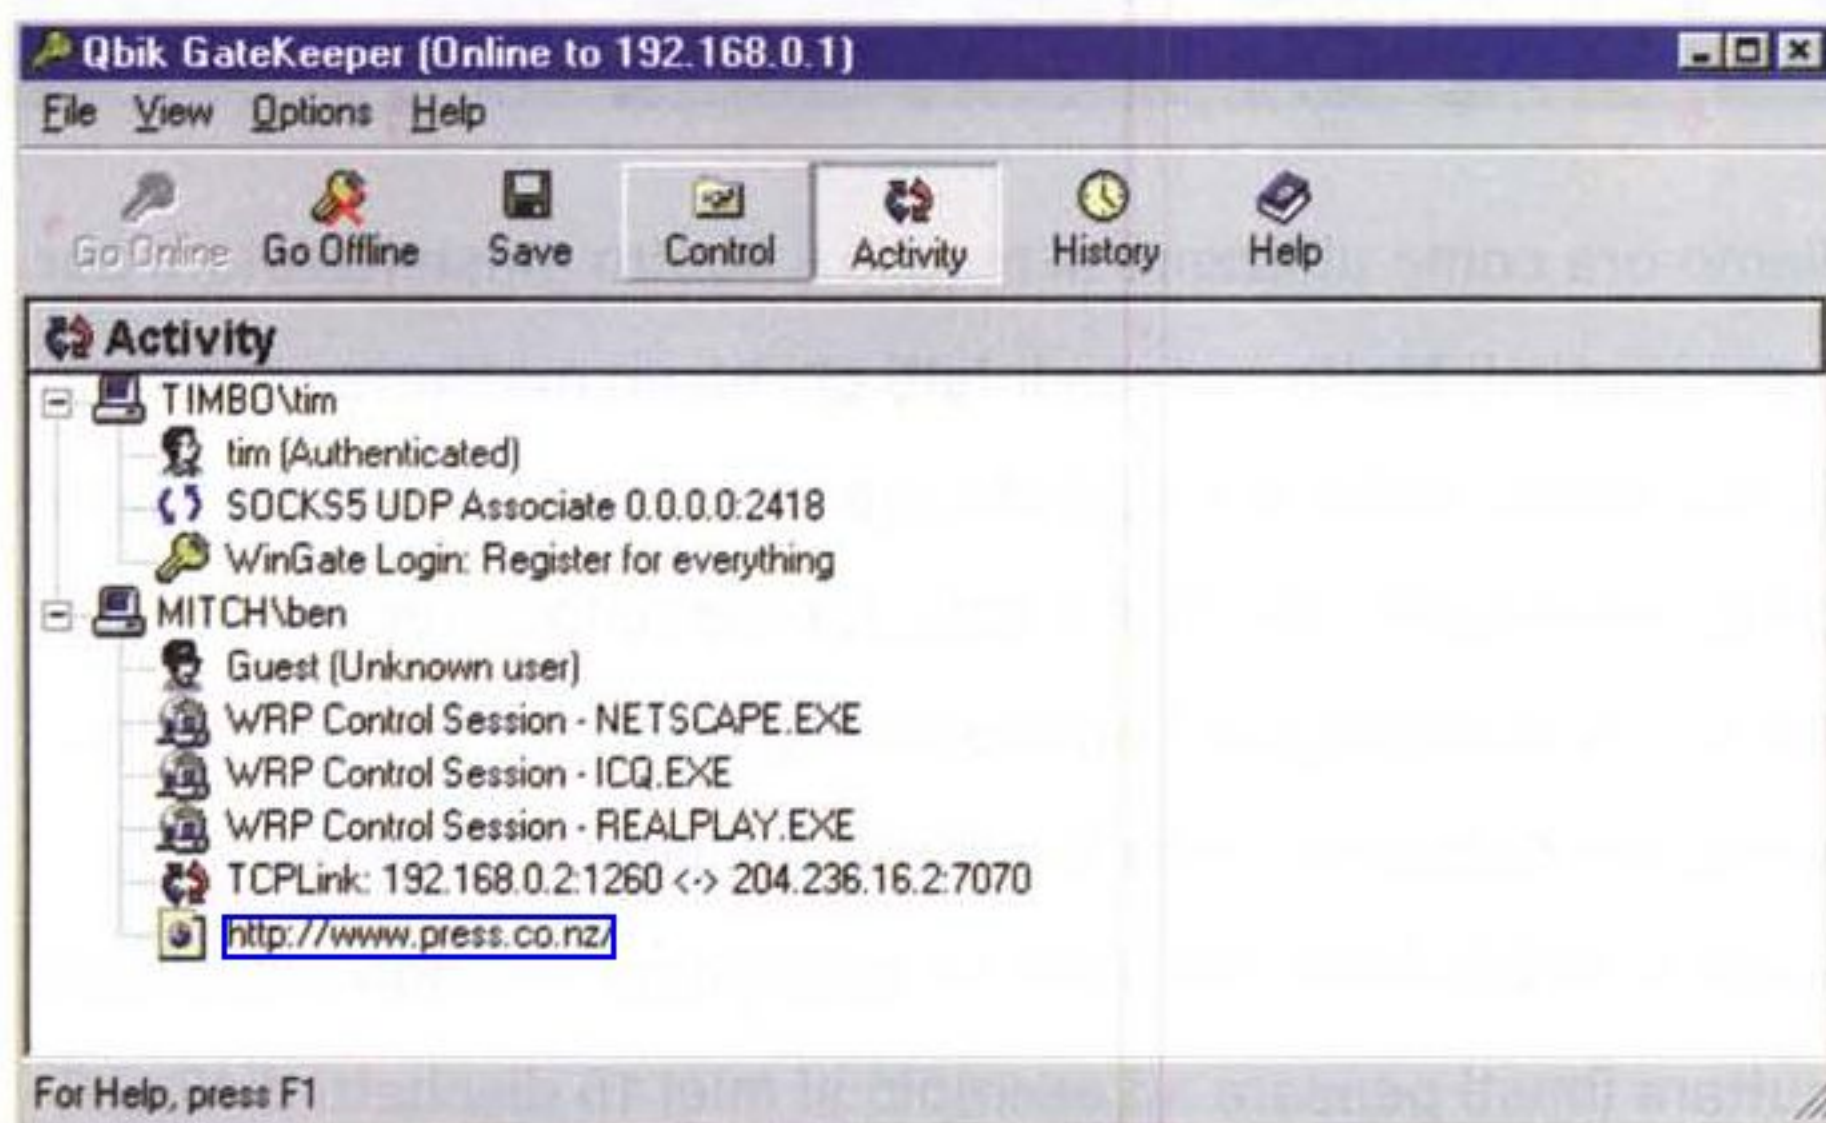 Qbik GateKeeper (Online to 192.168.0.1)
File View Options Help
Go Online Go Offline Save Control Activity History Help
Activity
TIMBO\tim
tim (Authenticated)
SOCKS5 UDP Associate 0.0.0.0:2418
WinGate Login: Register for everything
MITCH\ben
Guest (Unknown user)
WRP Control Session - NETSCAPE.EXE
WRP Control Session - ICQ.EXE
WRP Control Session - REALPLAY.EXE
TCPLink: 192.168.0.2:1260 <-> 204.236.16.2:7070
http://www.press.co.nz/
For Help, press F1